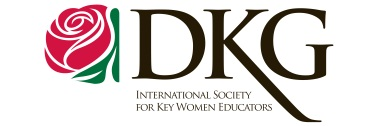 DKG
INTERNATIONAL SOCIETY
FOR KEY WOMEN EDUCATORS